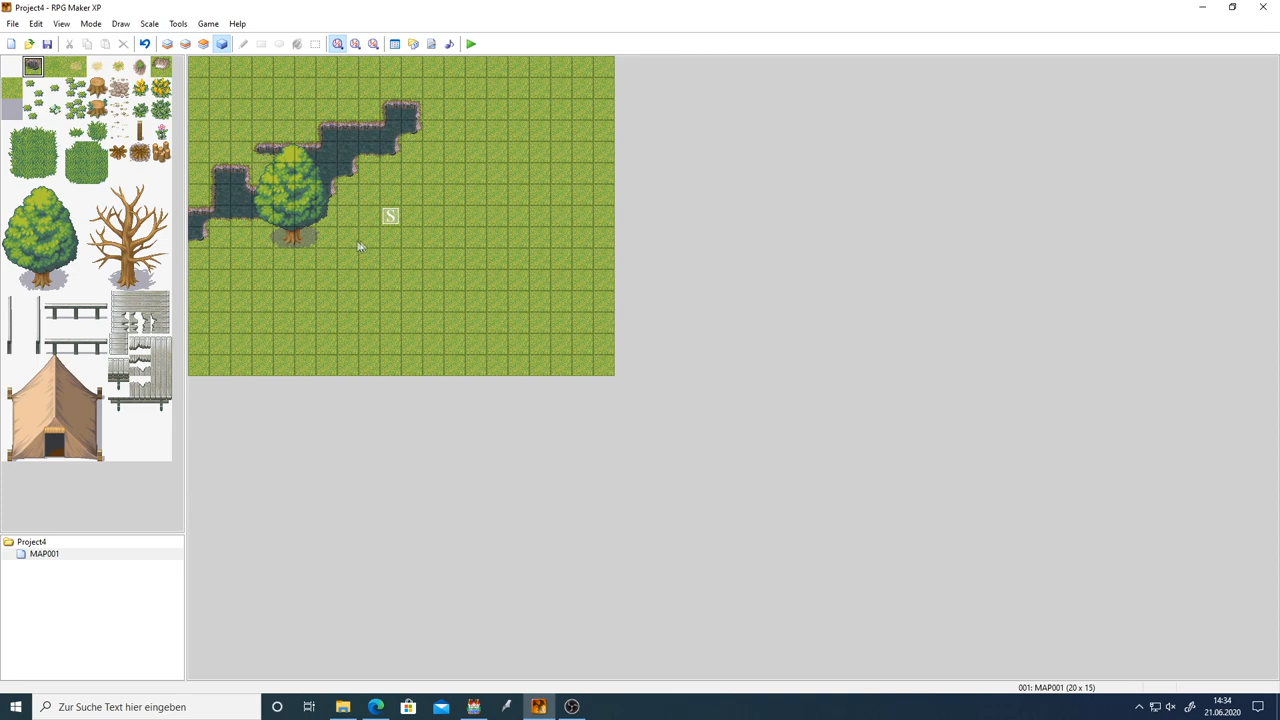 Project4 - RPG Maker XP
File Edit View Mode Draw Scale Tools Game Help
S
Project4
MAP001
001: MAP001 (20 x 15)
Zur Suche Text hier eingeben
14:34
21.06.2020